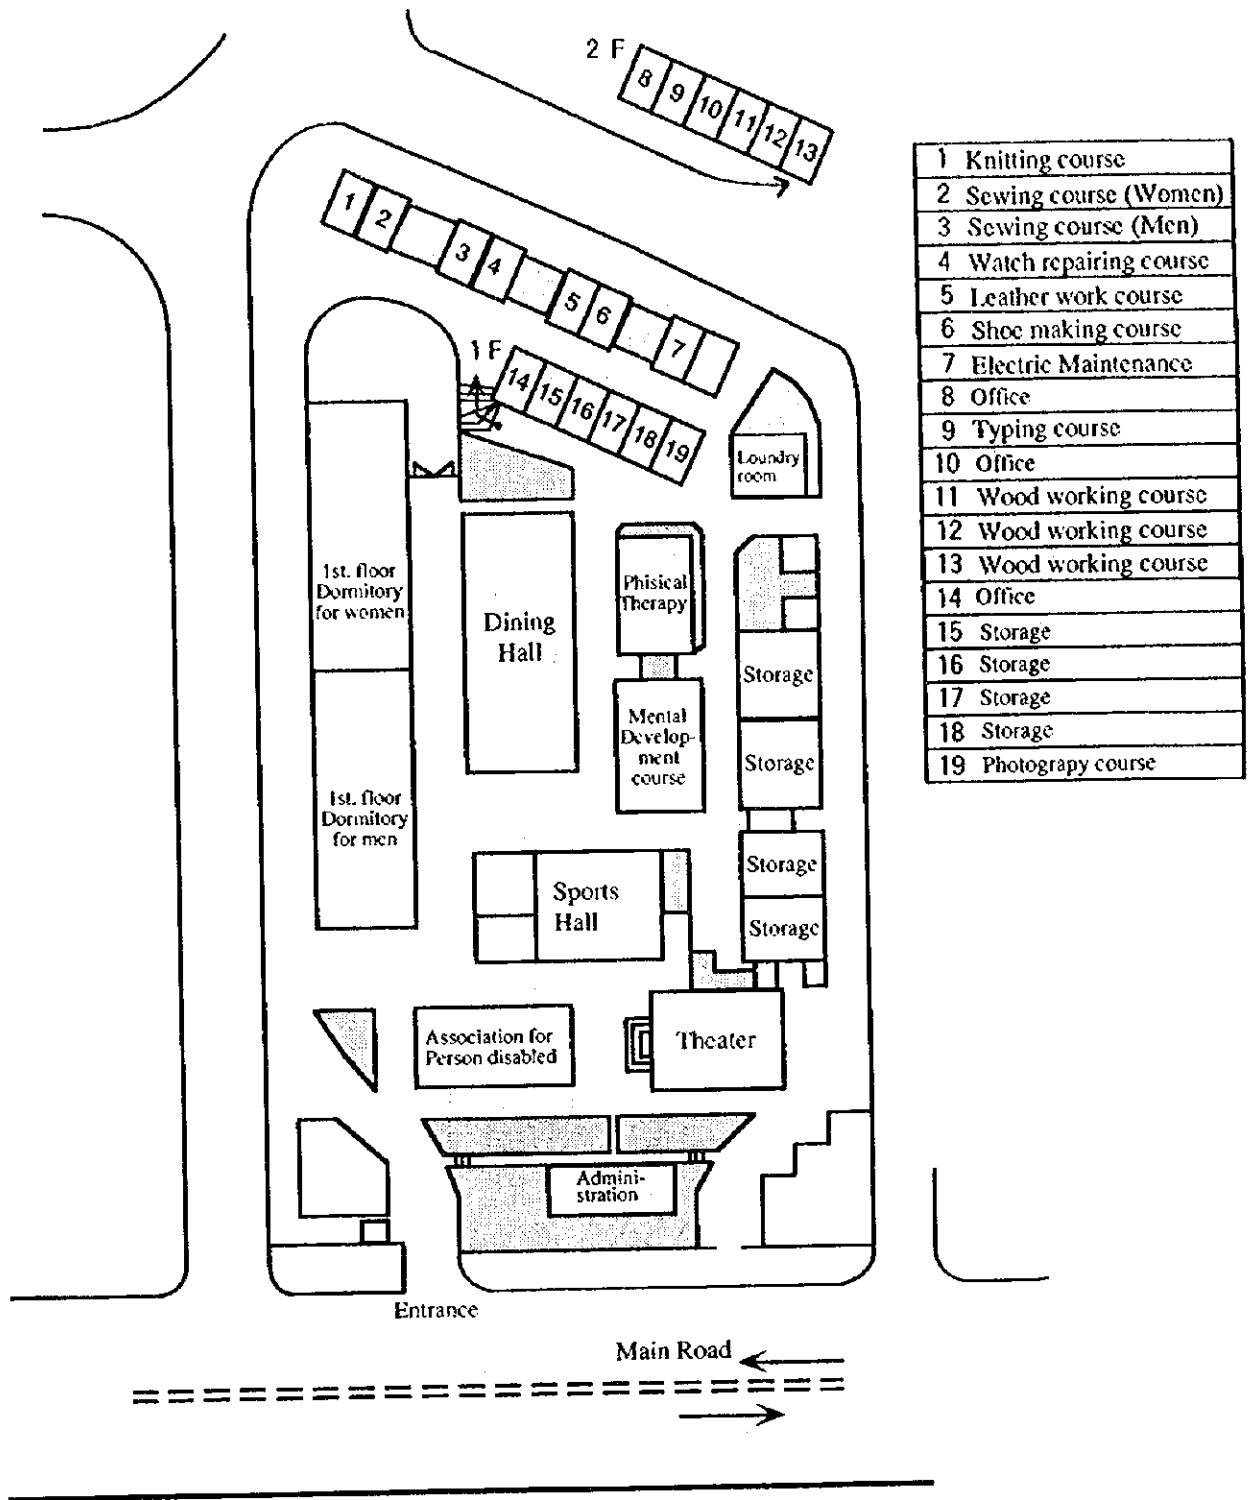 2 F
8
9
10
11
12
13
1
2
3
4
5
6
7
1 F
14
15
16
17
18
19
Loundry
room
1st. floor
Dormitory
for women
Dining
Hall
Phisical
Therapy
Storage
Mental
Develop-
ment
course
Storage
1st. floor
Dormitory
for men
Storage
Sports
Hall
Storage
Association for
Person disabled
Theater
Admini-
stration
Entrance
Main Road
1 Knitting course
2 Sewing course (Women)
3 Sewing course (Men)
4 Watch repairing course
5 Leather work course
6 Shoe making course
7 Electric Maintenance
8 Office
9 Typing course
10 Office
11 Wood working course
12 Wood working course
13 Wood working course
14 Office
15 Storage
16 Storage
17 Storage
18 Storage
19 Photograpy course